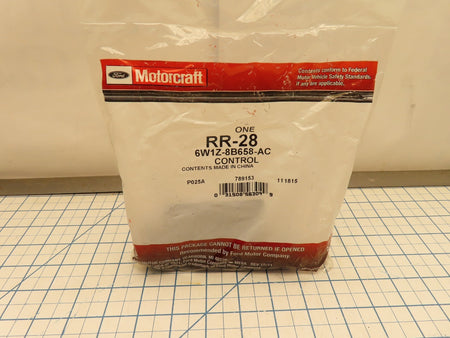 Ford
Motorcraft
Contents conform to Federal
Motor Vehicle Safety Standards,
if any are applicable.
ONE
RR-28
6W1Z-8B658-AC
CONTROL
CONTENTS MADE IN CHINA
P025A 789153 111815
THIS PACKAGE CANNOT BE RETURNED IF OPENED
Recommended by Ford Motor Company.